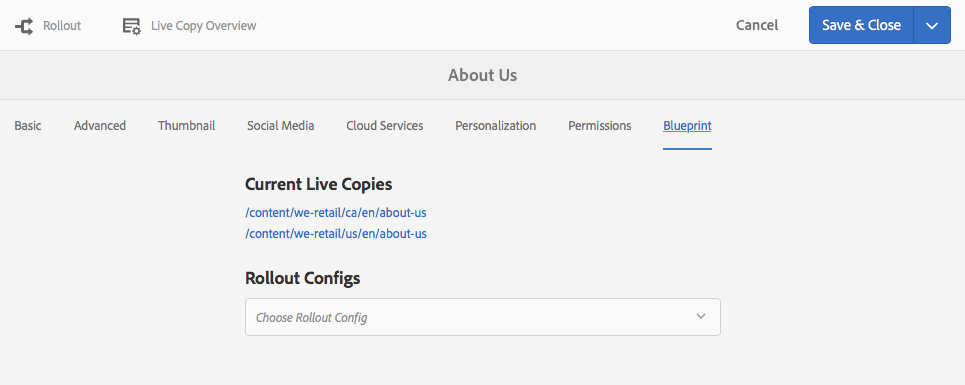 Rollout Live Copy Overview Cancel Save & Close
About Us
Basic Advanced Thumbnail Social Media Cloud Services Personalization Permissions Blueprint
Current Live Copies
/content/we-retail/ca/en/about-us
/content/we-retail/us/en/about-us
Rollout Configs
Choose Rollout Config